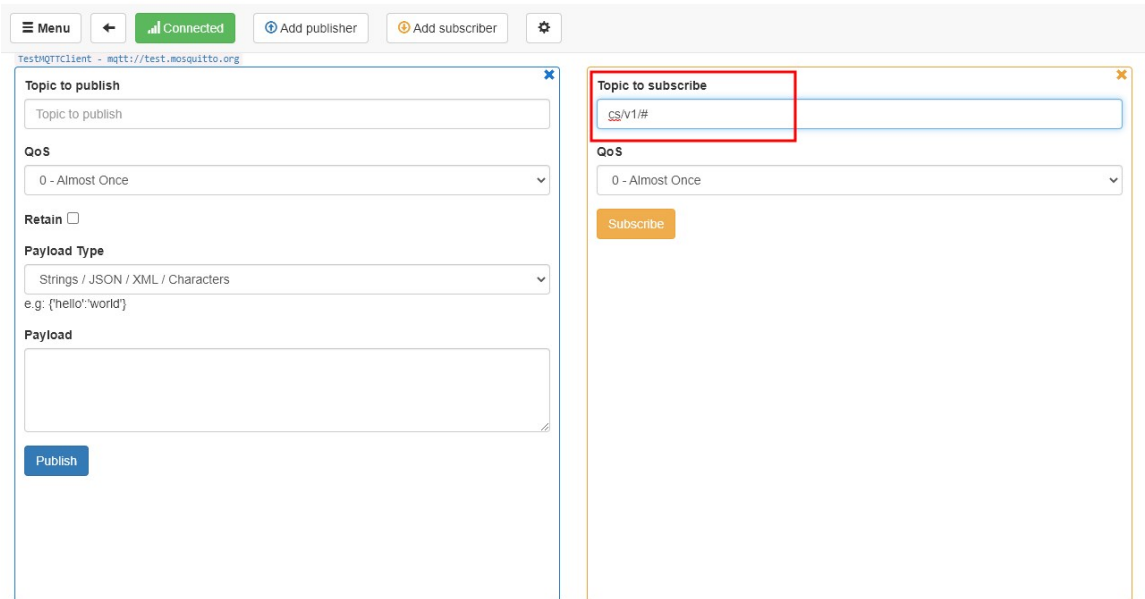 Menu
Connected
Add publisher
Add subscriber
TestMQTTClient - mqtt://test.mosquitto.org
Topic to publish
Topic to publish
QoS
0 - Almost Once
Retain
Payload Type
Strings / JSON / XML / Characters
e.g: {'hello':'world'}
Payload
Publish
Topic to subscribe
cs/v1/#
QoS
0 - Almost Once
Subscribe